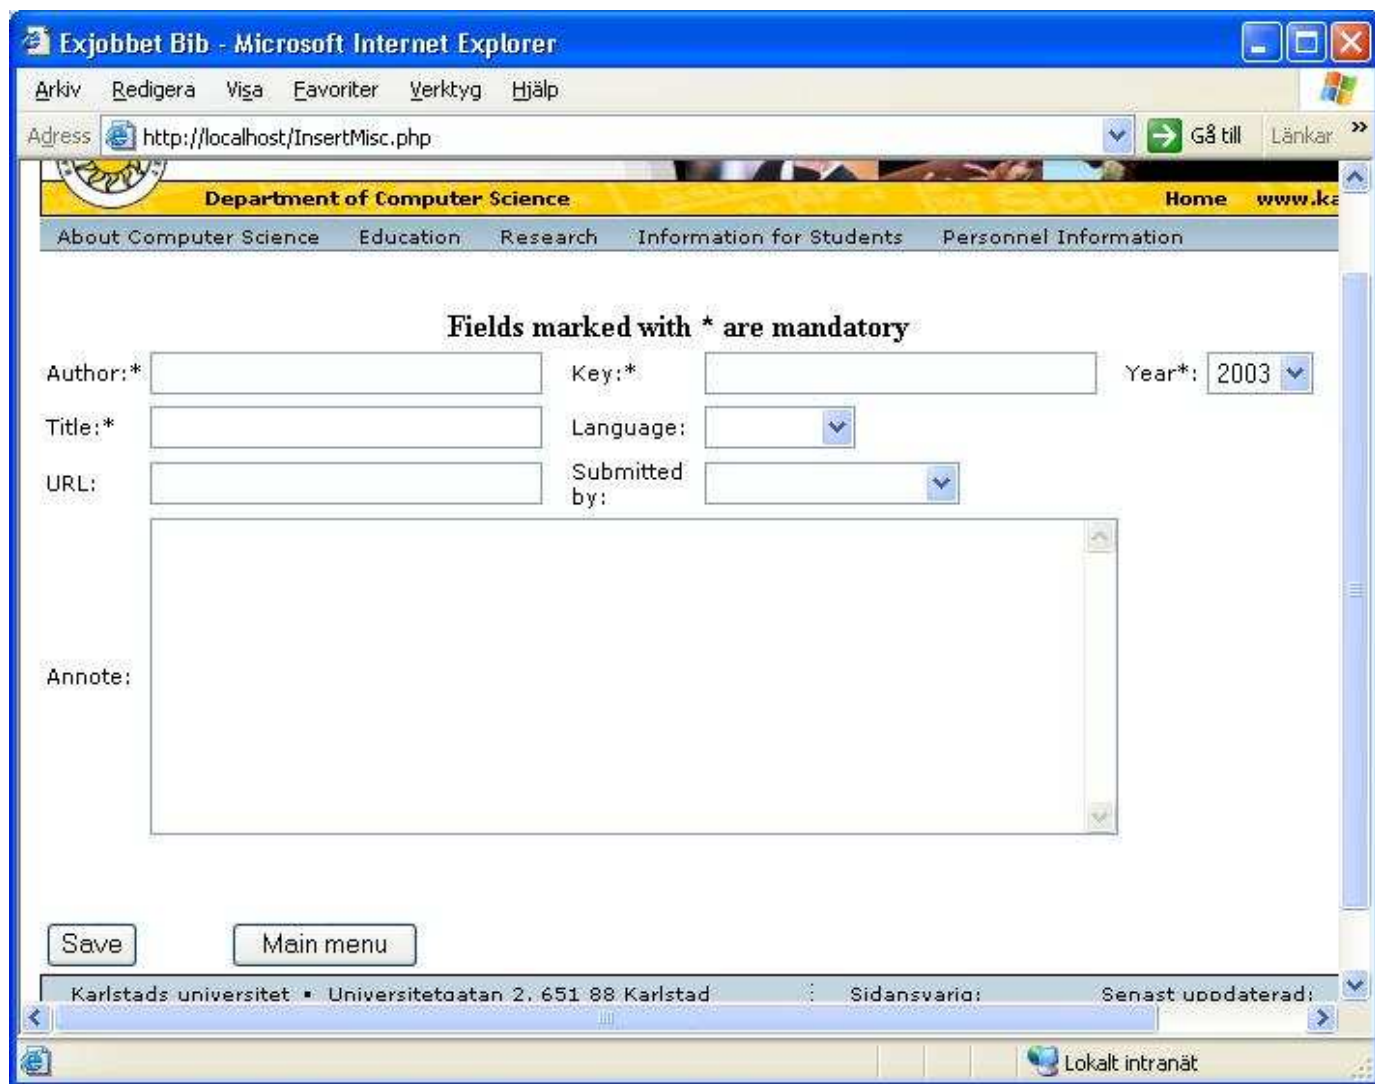 Exjobbet Bib - Microsoft Internet Explorer
Arkiv Redigera Visa Favoriter Verktyg Hjälp
Adress http://localhost/InsertMisc.php Gå till Länkar »
Department of Computer Science Home www.ka
About Computer Science Education Research Information for Students Personnel Information
Fields marked with * are mandatory
Author:* Key:* Year*: 2003
Title:* Language:
URL: Submitted
by:
Annote:
Save Main menu
Karlstads universitet ▪ Universitetgatan 2, 651 88 Karlstad Sidansvarig: Senast uppdaterad:
Lokalt intranät